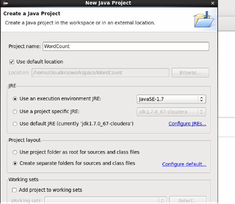 New Java Project
Create a Java Project
Create a Java project in the workspace or in an external location.
Project name: WordCount
Use default location
Location: /home/cloudera/workspace/WordCount Browse...
JRE
Use an execution environment JRE: JavaSE-1.7
Use a project specific JRE: jdk1.7.0_67-cloudera
Use default JRE (currently 'jdk1.7.0_67-cloudera') Configure JREs...
Project layout
Use project folder as root for sources and class files
Create separate folders for sources and class files Configure default...
Working sets
Add project to working sets
Working sets: Select...